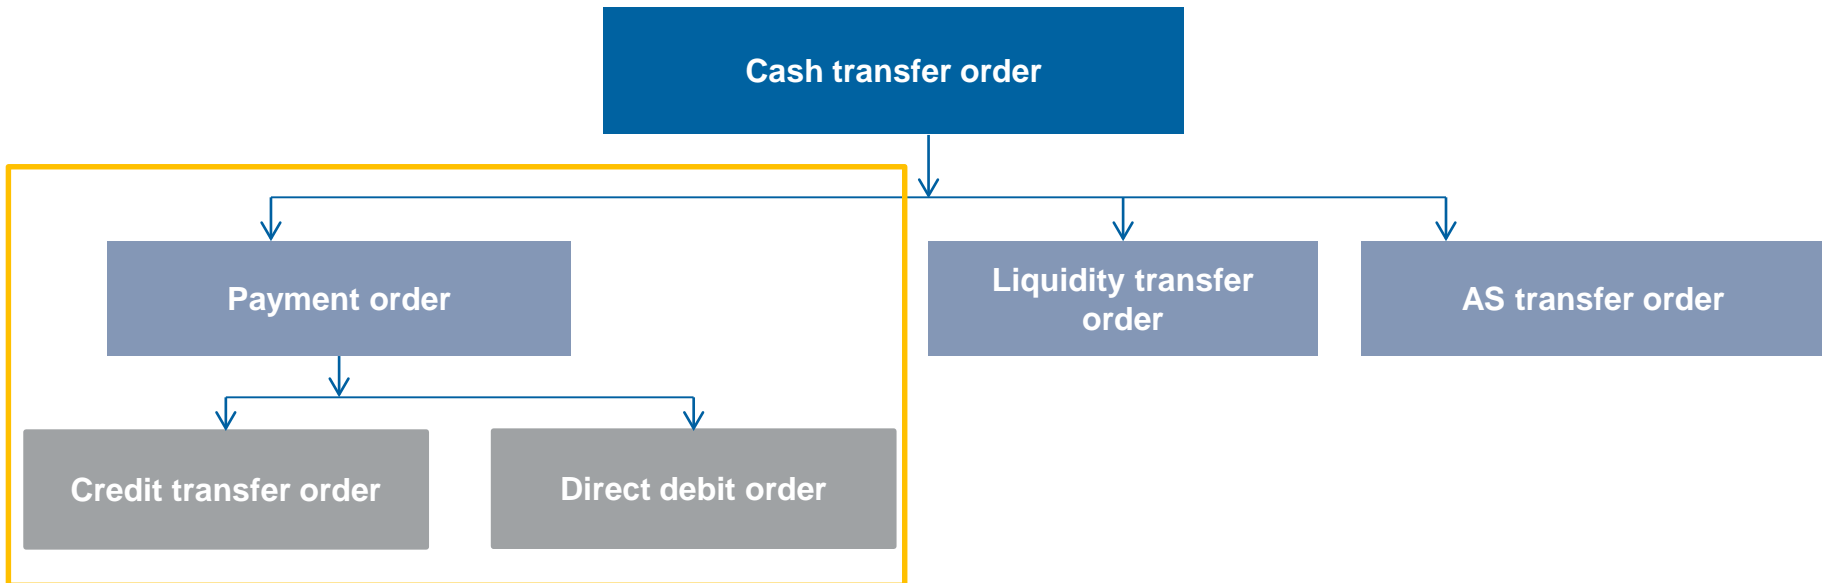 Cash transfer order
Payment order
Liquidity transfer
order
AS transfer order
Credit transfer order
Direct debit order